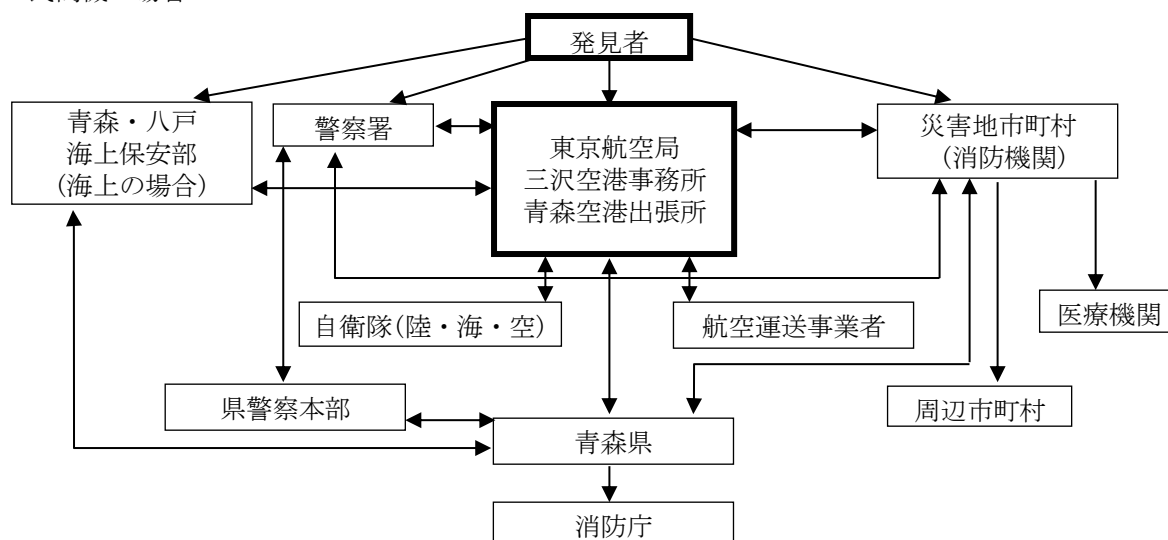 発見者
青森・八戸
海上保安部
(海上の場合)
警察署
東京航空局
三沢空港事務所
青森空港出張所
災害地市町村
(消防機関)
自衛隊(陸・海・空)
航空運送事業者
医療機関
県警察本部
周辺市町村
青森県
消防庁